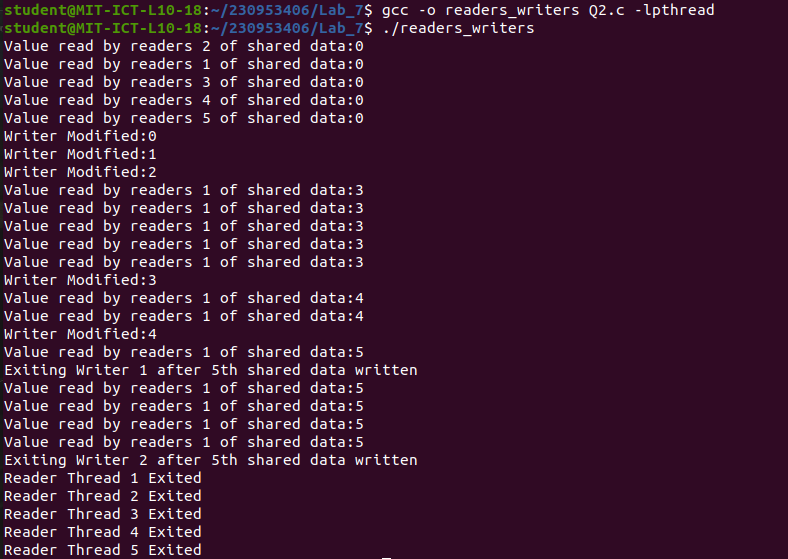 student@MIT-ICT-L10-18:~/230953406/Lab_7$ gcc -o readers_writers Q2.c -lpthread
student@MIT-ICT-L10-18:~/230953406/Lab_7$ ./readers_writers
Value read by readers 2 of shared data:0
Value read by readers 1 of shared data:0
Value read by readers 3 of shared data:0
Value read by readers 4 of shared data:0
Value read by readers 5 of shared data:0
Writer Modified:0
Writer Modified:1
Writer Modified:2
Value read by readers 1 of shared data:3
Value read by readers 1 of shared data:3
Value read by readers 1 of shared data:3
Value read by readers 1 of shared data:3
Value read by readers 1 of shared data:3
Writer Modified:3
Value read by readers 1 of shared data:4
Value read by readers 1 of shared data:4
Writer Modified:4
Value read by readers 1 of shared data:5
Exiting Writer 1 after 5th shared data written
Value read by readers 1 of shared data:5
Value read by readers 1 of shared data:5
Value read by readers 1 of shared data:5
Value read by readers 1 of shared data:5
Exiting Writer 2 after 5th shared data written
Reader Thread 1 Exited
Reader Thread 2 Exited
Reader Thread 3 Exited
Reader Thread 4 Exited
Reader Thread 5 Exited